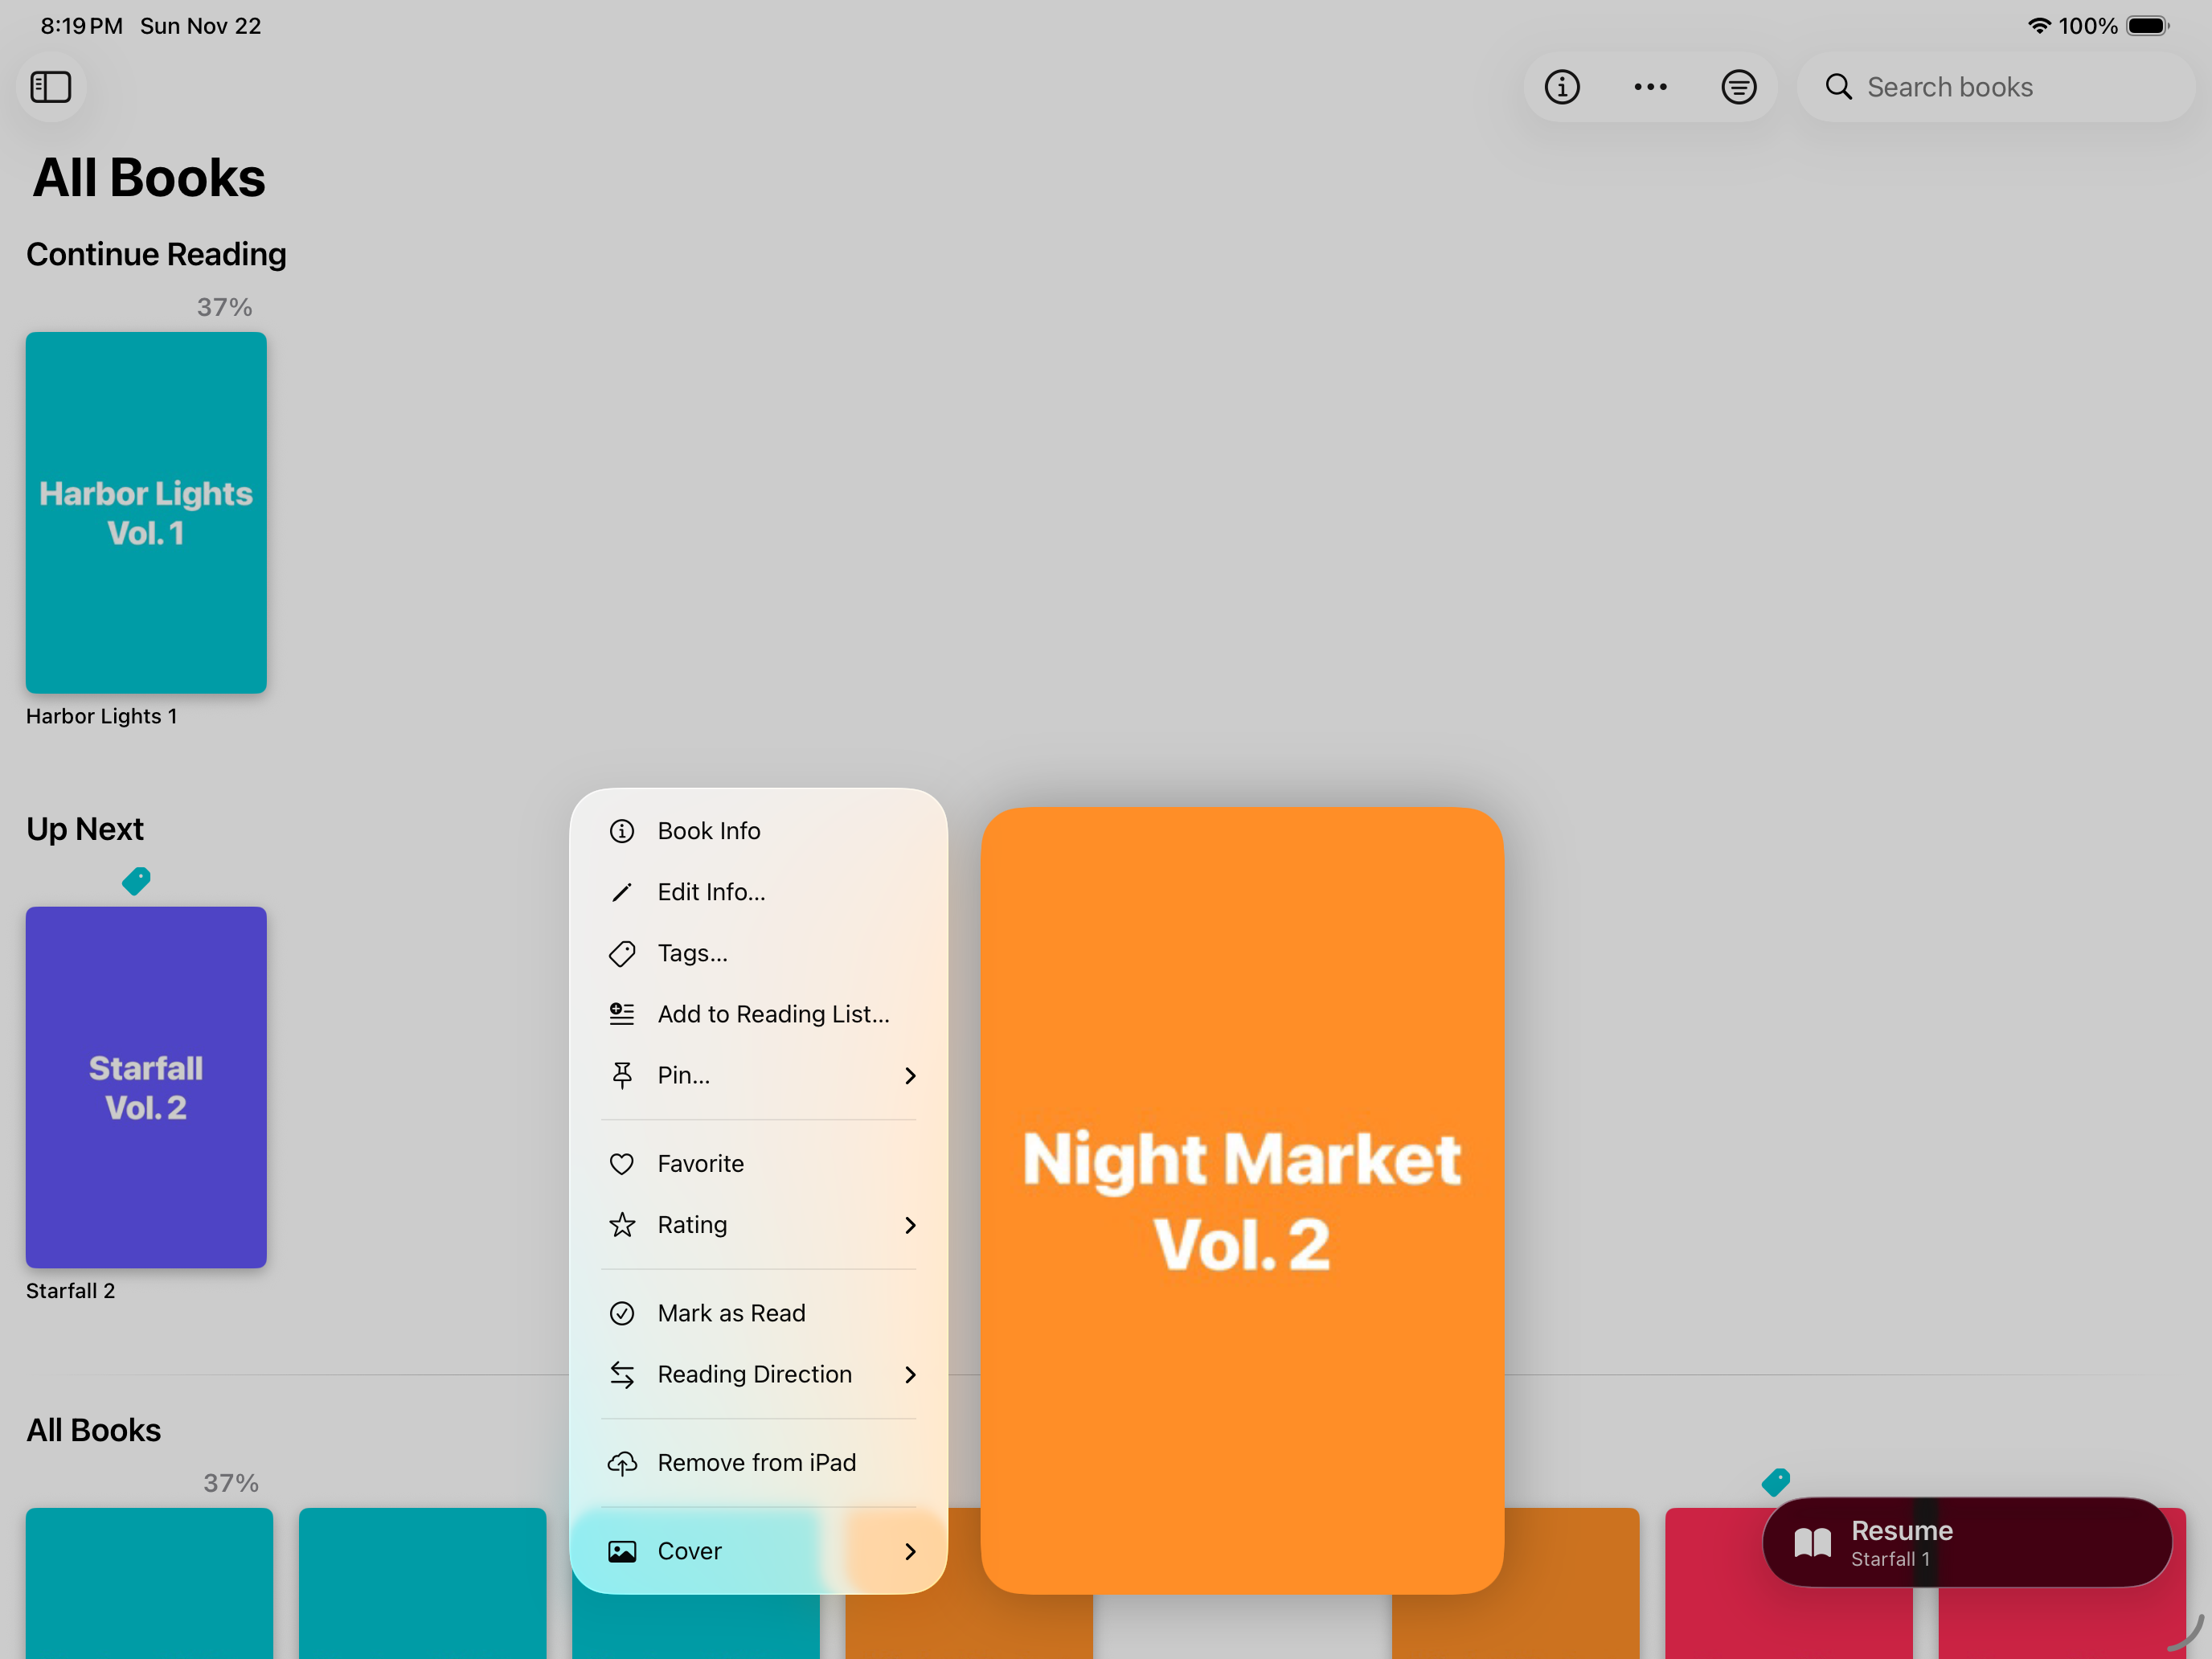 8:19 PM Sun Nov 22
100%
Search books
All Books
Continue Reading
37%
Harbor Lights
Vol. 1
Harbor Lights 1
Up Next
Starfall
Vol. 2
Starfall 2
Book Info
Edit Info...
Tags...
Add to Reading List...
Pin...
Favorite
Rating
Mark as Read
Reading Direction
Remove from iPad
Cover
Night Market
Vol. 2
All Books
37%
Resume
Starfall 1